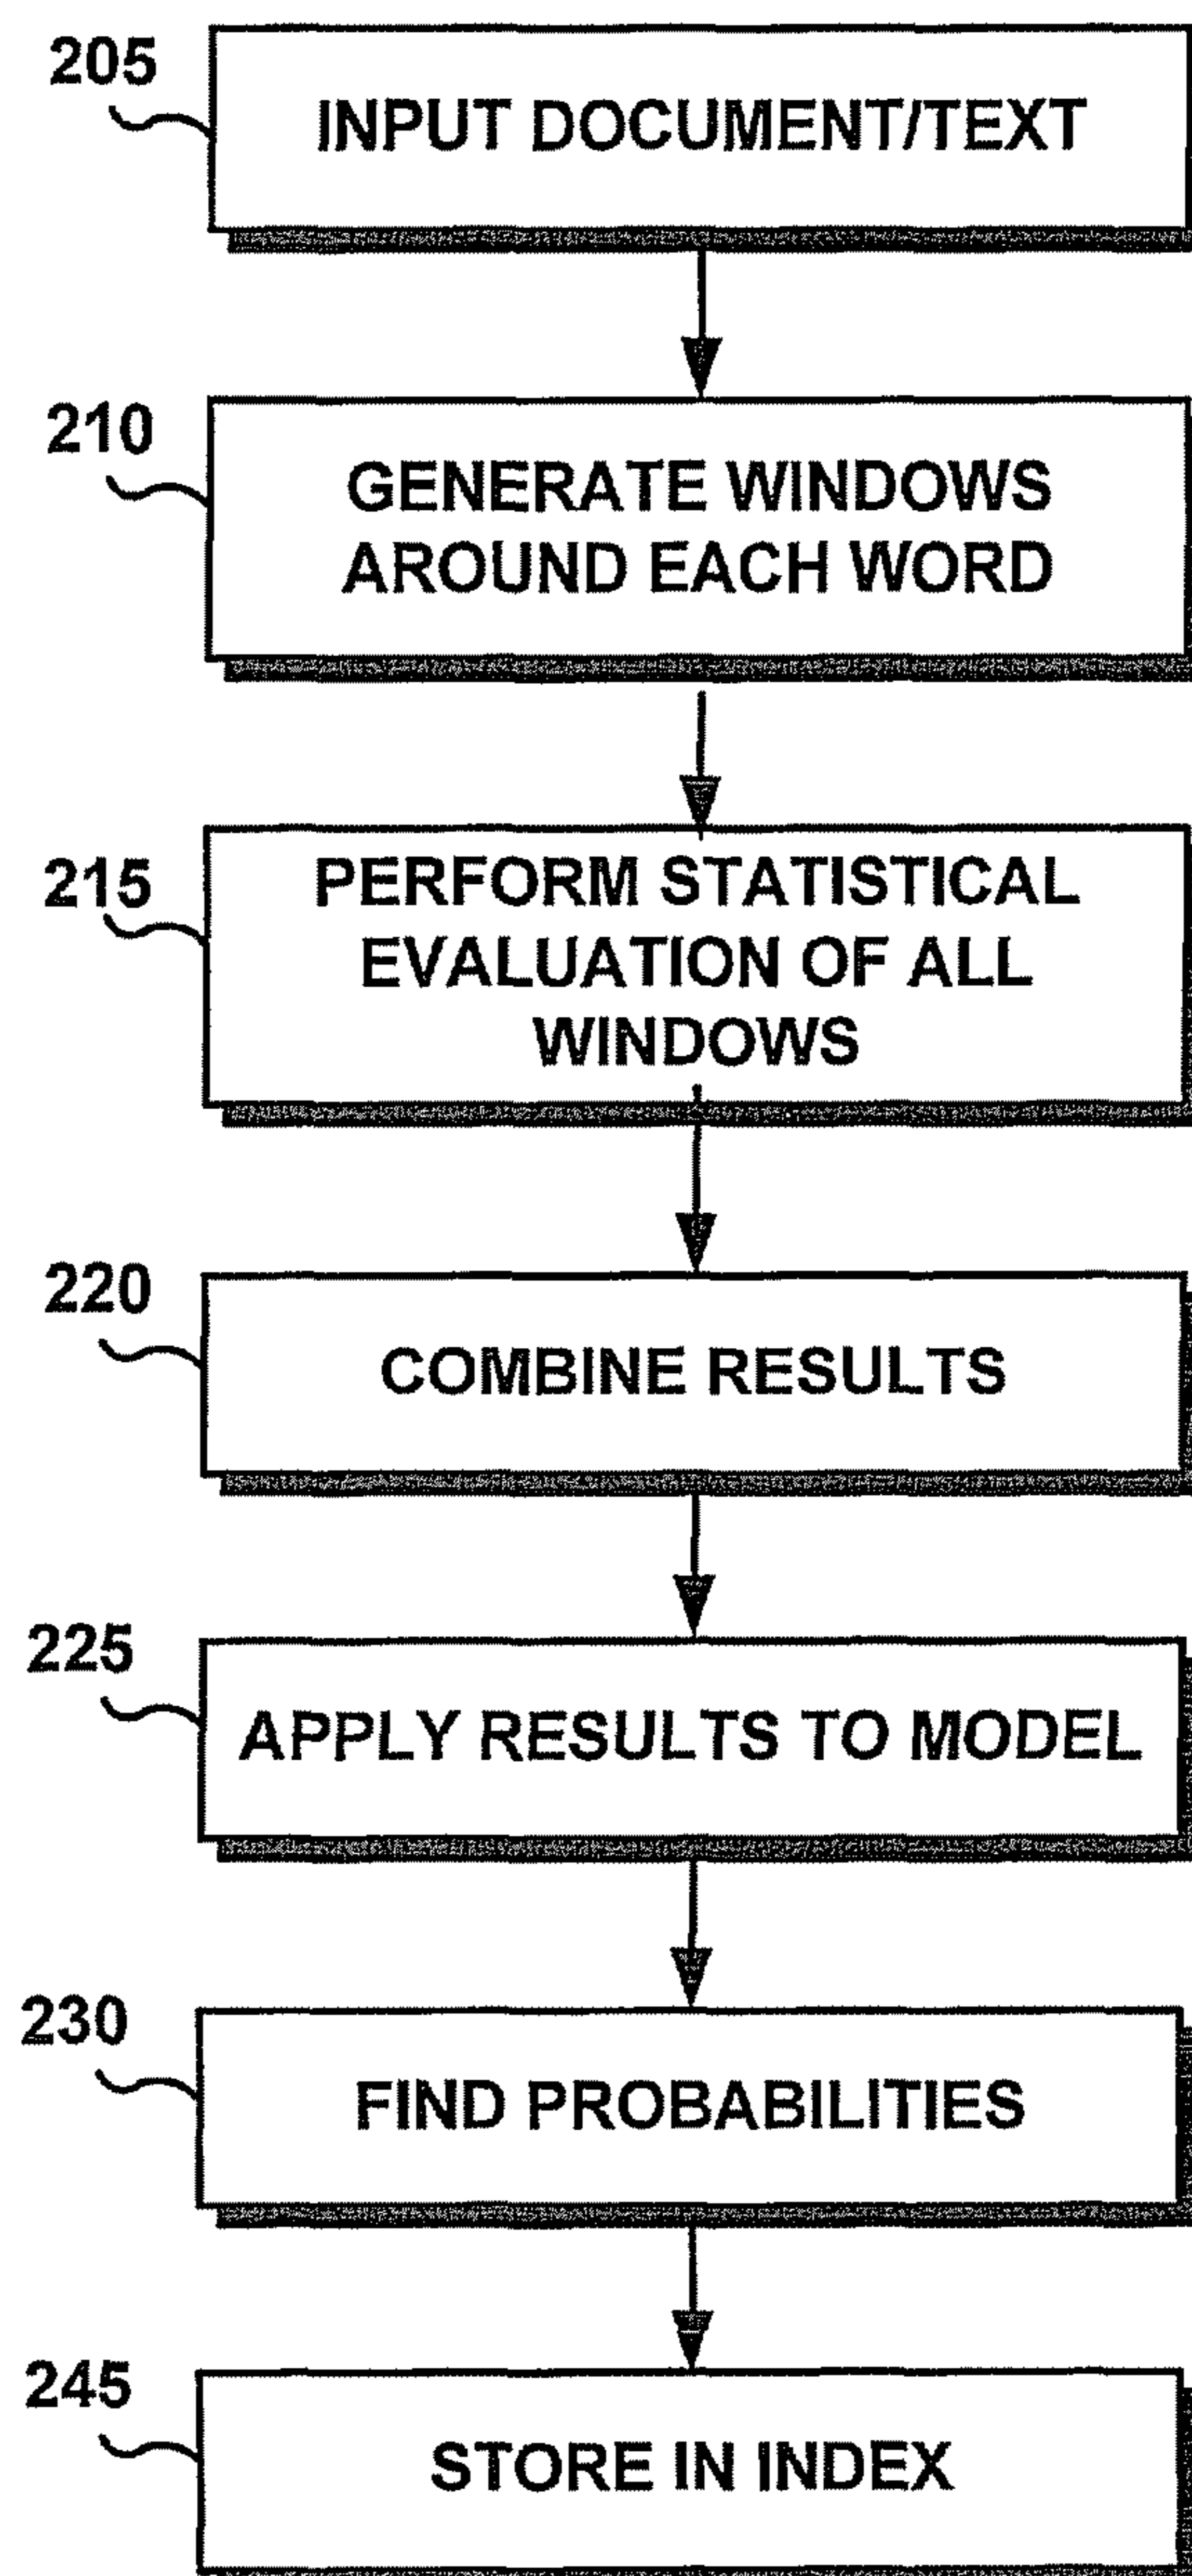 205
INPUT DOCUMENT/TEXT
210
GENERATE WINDOWS
AROUND EACH WORD
215
PERFORM STATISTICAL
EVALUATION OF ALL
WINDOWS
220
COMBINE RESULTS
225
APPLY RESULTS TO MODEL
230
FIND PROBABILITIES
245
STORE IN INDEX